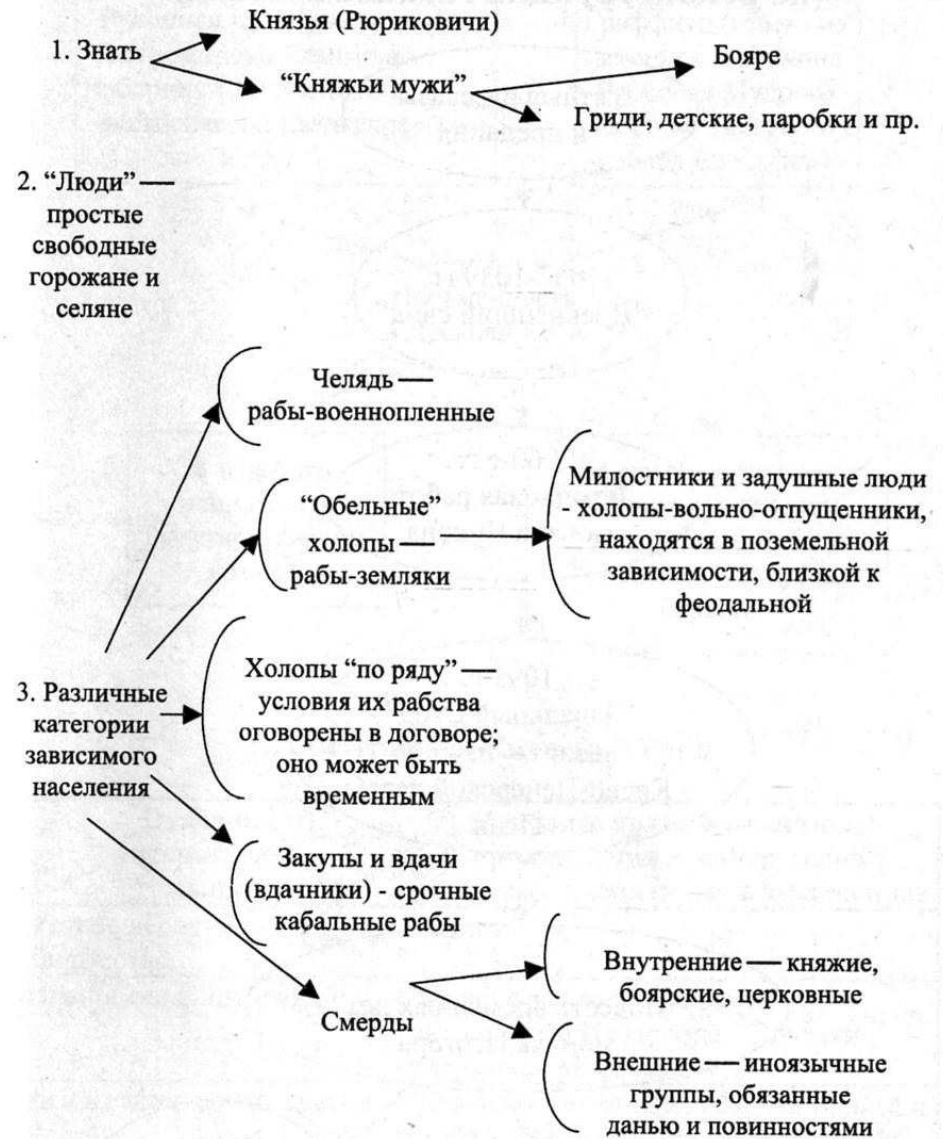 Князья (Рюриковичи)
1. Знать
“Княжьи мужи”
Бояре
Гриди, детские, паробки и пр.
2. “Люди” —
простые
свободные
горожане и
селяне
Челядь —
рабы-военнопленные
“Обельные”
холопы —
рабы-земляки
Милостники и задушные люди
- холопы-вольно-отпущенники,
находятся в поземельной
зависимости, близкой к
феодальной
3. Различные
категории
зависимого
населения
Холопы “по ряду” —
условия их рабства
оговорены в договоре;
оно может быть
временным
Закупы и вдачи
(вдачники) - срочные
кабальные рабы
Смерды
Внутренние — княжие,
боярские, церковные
Внешние — иноязычные
группы, обязанные
данью и повинностями